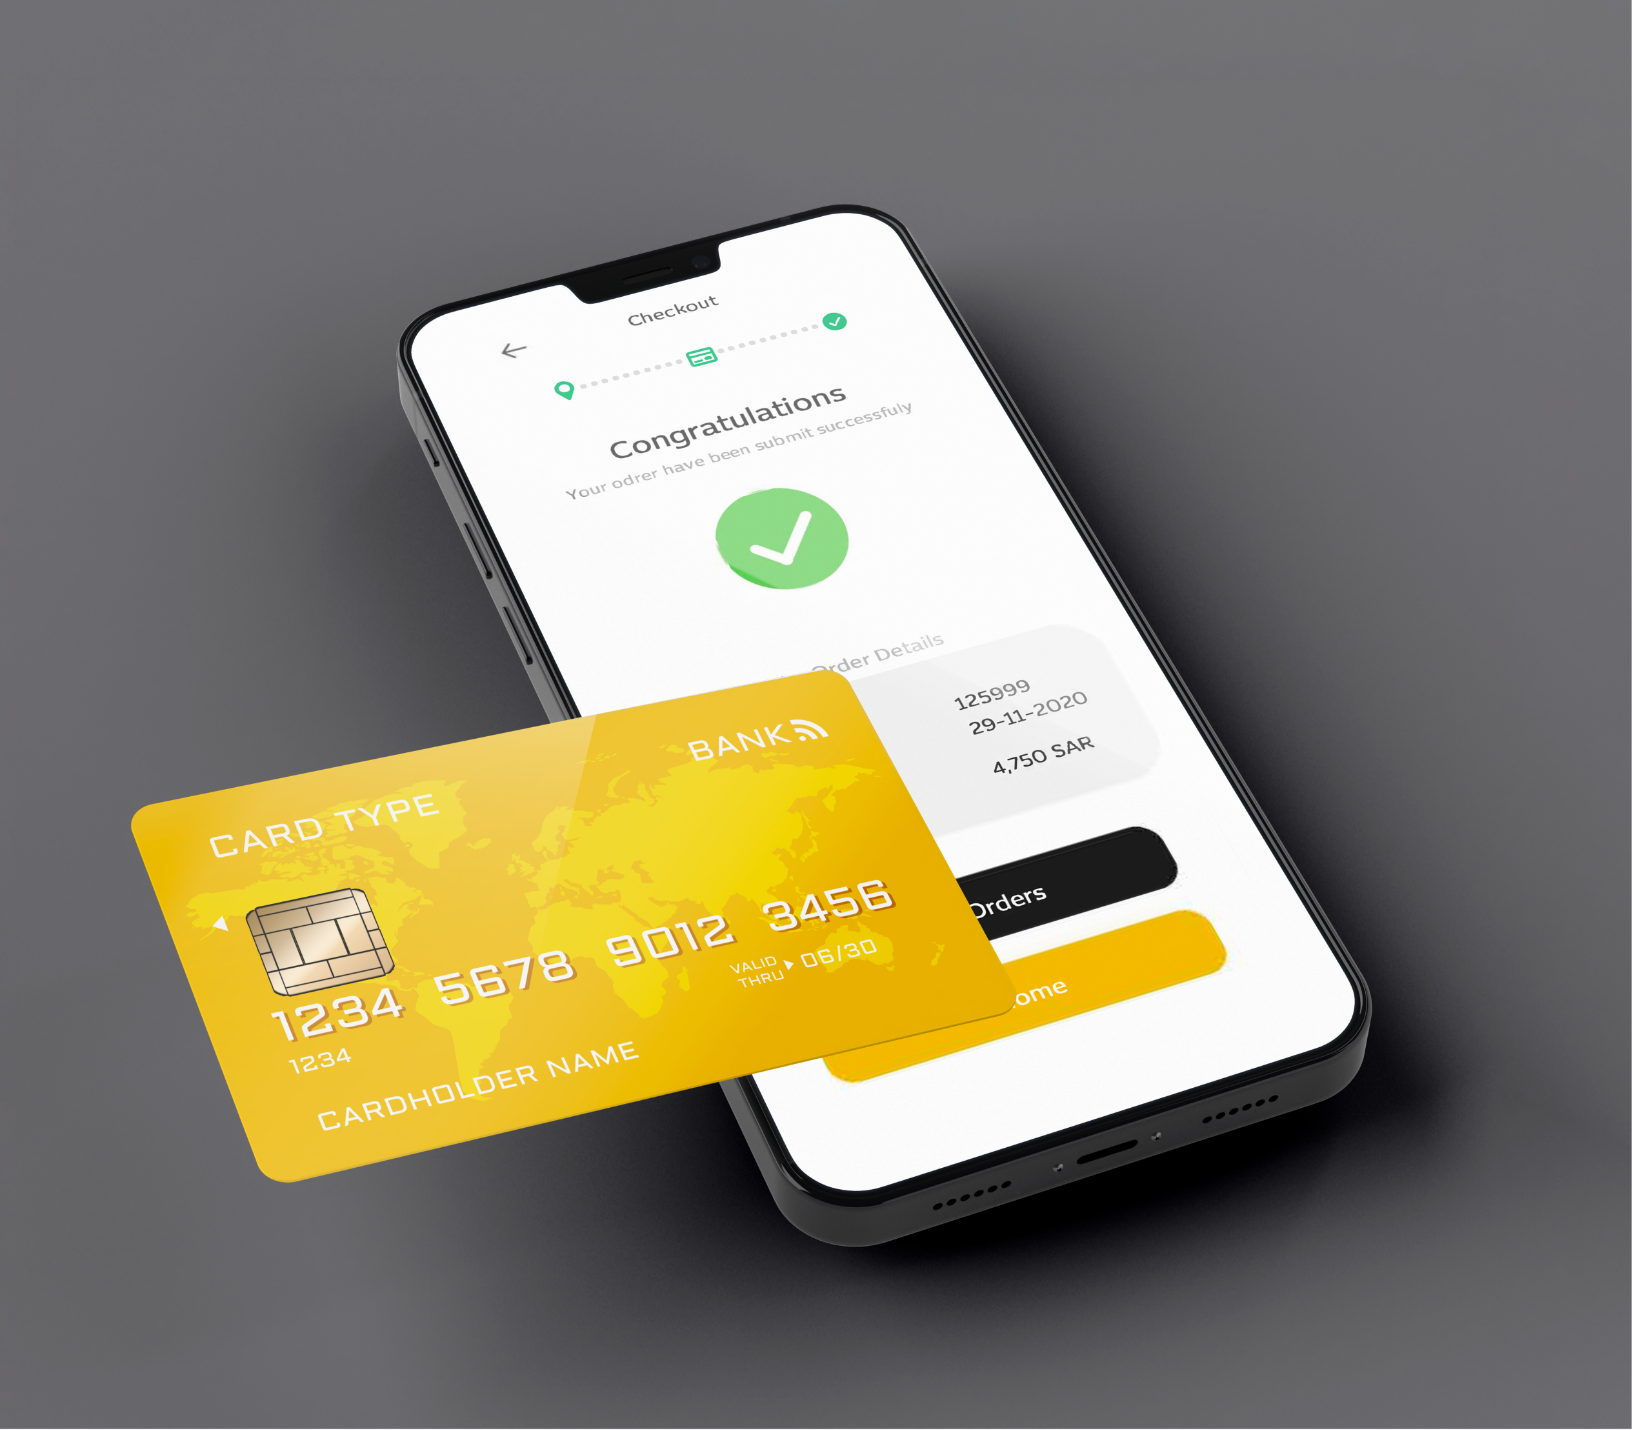 Checkout
Congratulations
Your odrer have been submit successfuly
Order Details
125999
29-11-2020
4,750 SAR
Orders
BANK
CARD TYPE
1234 5678 9012 3456
1234
VALID
THRU
06/30
CARDHOLDER NAME